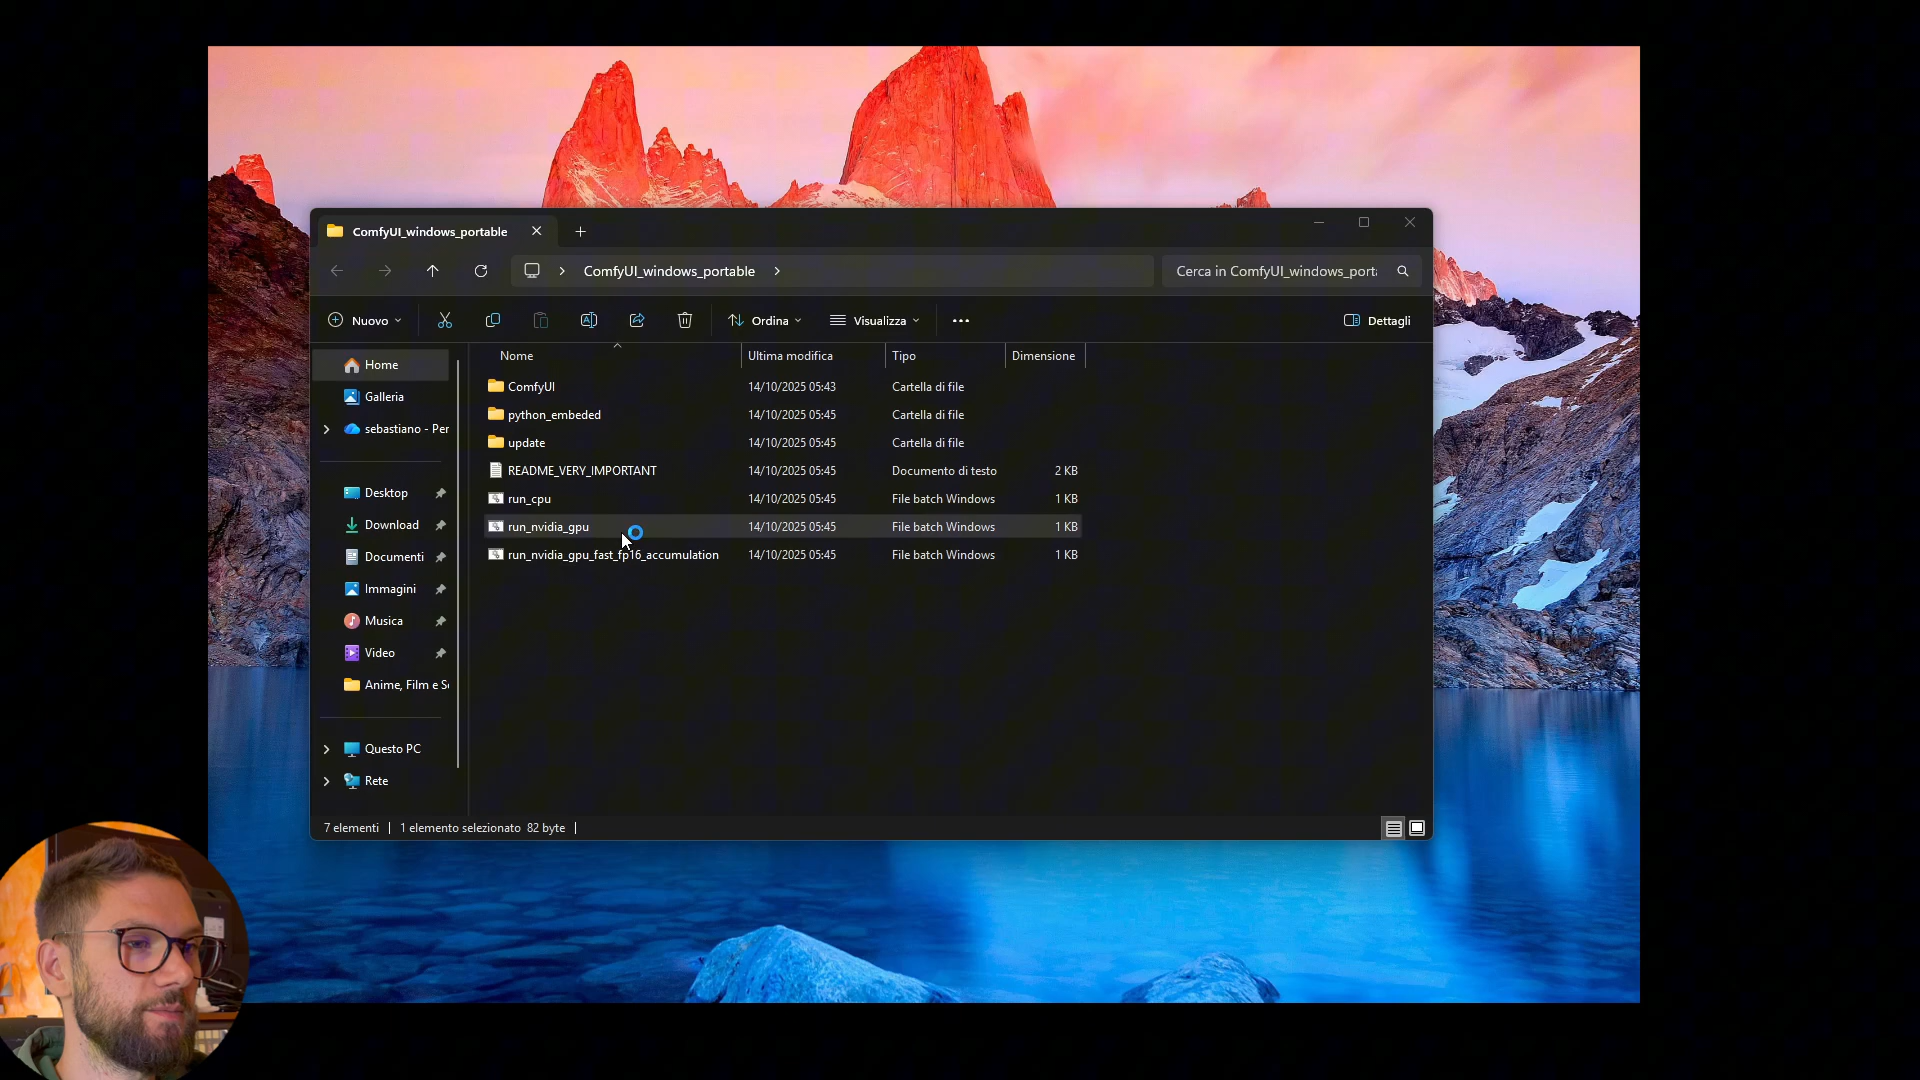 ComfyUI_windows_portable
ComfyUI_windows_portable
Cerca in ComfyUI_windows_port
Nuovo
Ordina
Visualizza
Dettagli
Nome Ultima modifica Tipo Dimensione
Home
Galleria
sebastiano - Per
Desktop
Download
Documenti
Immagini
Musica
Video
Anime, Film e S
Questo PC
Rete
ComfyUI 14/10/2025 05:43 Cartella di file
python_embeded 14/10/2025 05:45 Cartella di file
update 14/10/2025 05:45 Cartella di file
README_VERY_IMPORTANT 14/10/2025 05:45 Documento di testo 2 KB
run_cpu 14/10/2025 05:45 File batch Windows 1 KB
run_nvidia_gpu 14/10/2025 05:45 File batch Windows 1 KB
run_nvidia_gpu_fast_fp16_accumulation 14/10/2025 05:45 File batch Windows 1 KB
7 elementi 1 elemento selezionato 82 byte